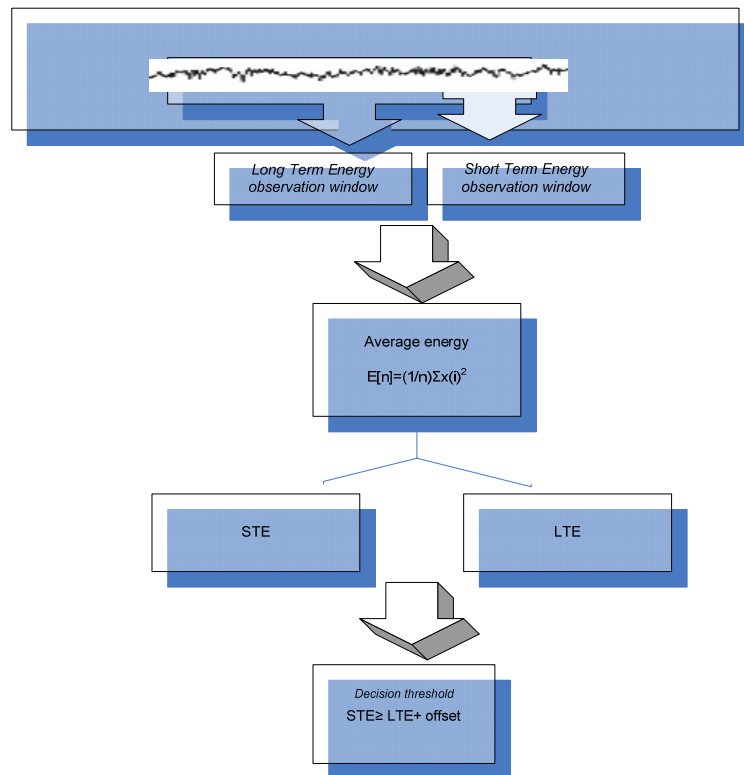 Long Term Energy
observation window
Short Term Energy
observation window
Average energy
E[n]=(1/n)Σx(i)²
STE
LTE
Decision threshold
STE≥ LTE+ offset